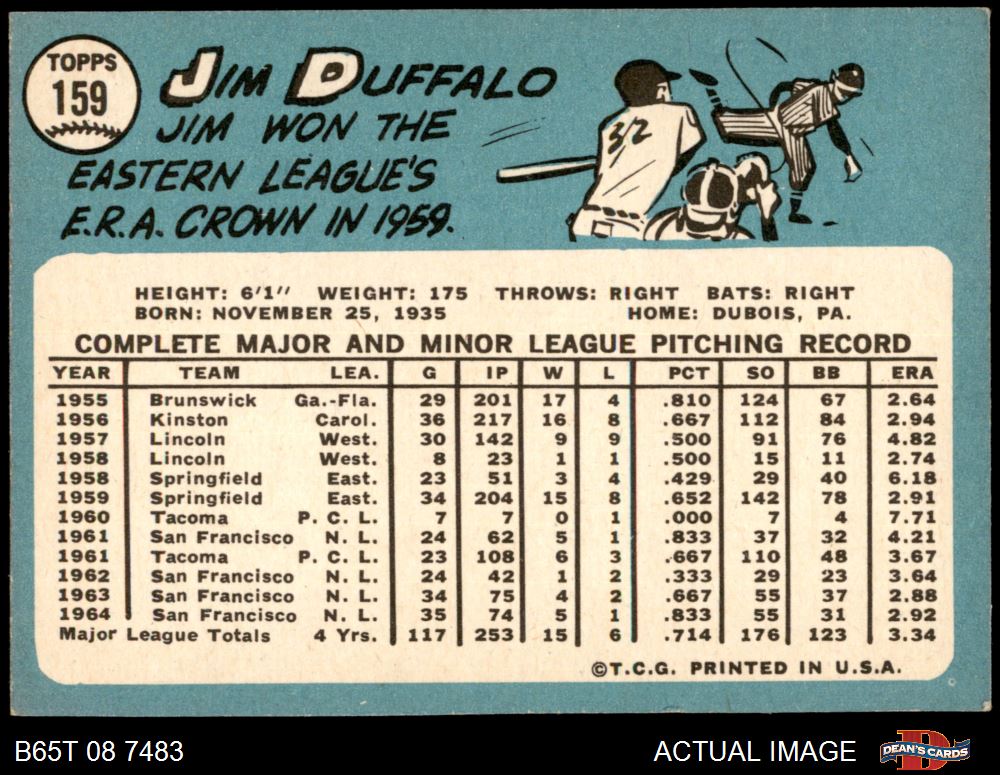 TOPPS
159
JIM DUFFALO
JIM WON THE
EASTERN LEAGUE'S
E.R.A. CROWN IN 1959.
32
HEIGHT: 6'1" WEIGHT: 175 THROWS: RIGHT BATS: RIGHT
BORN: NOVEMBER 25, 1935 HOME: DUBOIS, PA.
COMPLETE MAJOR AND MINOR LEAGUE PITCHING RECORD
YEAR TEAM LEA. G IP W L PCT SO BB ERA
1955 Brunswick Ga.-Fla. 29 201 17 4 .810 124 67 2.64
1956 Kinston Carol. 36 217 16 8 .667 112 84 2.94
1957 Lincoln West. 30 142 9 9 .500 91 76 4.82
1958 Lincoln West. 8 23 1 1 .500 15 11 2.74
1958 Springfield East. 23 51 3 4 .429 29 40 6.18
1959 Springfield East. 34 204 15 8 .652 142 78 2.91
1960 Tacoma P. C. L. 7 7 0 1 .000 7 4 7.71
1961 San Francisco N. L. 24 62 5 1 .833 37 32 4.21
1961 Tacoma P. C. L. 23 108 6 3 .667 110 48 3.67
1962 San Francisco N. L. 24 42 1 2 .333 29 23 3.64
1963 San Francisco N. L. 34 75 4 2 .667 55 37 2.88
1964 San Francisco N. L. 35 74 5 1 .833 55 31 2.92
Major League Totals 4 Yrs. 117 253 15 6 .714 176 123 3.34
©T.C.G. PRINTED IN U.S.A.
B65T 08 7483 ACTUAL IMAGE D DEAN'S CARDS